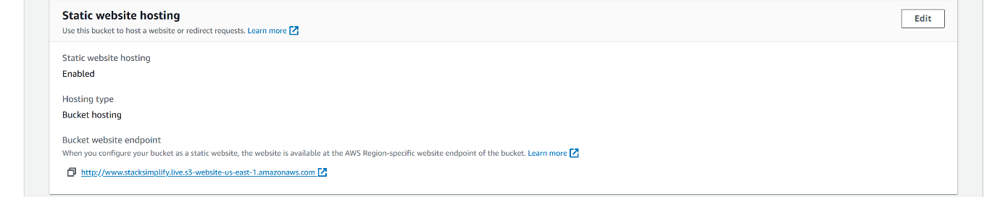 Static website hosting
Edit
Use this bucket to host a website or redirect requests. Learn more
Static website hosting
Enabled
Hosting type
Bucket hosting
Bucket website endpoint
When you configure your bucket as a static website, the website is available at the AWS Region-specific website endpoint of the bucket. Learn more
http://www.stacksimplify.live.s3-website-us-east-1.amazonaws.com